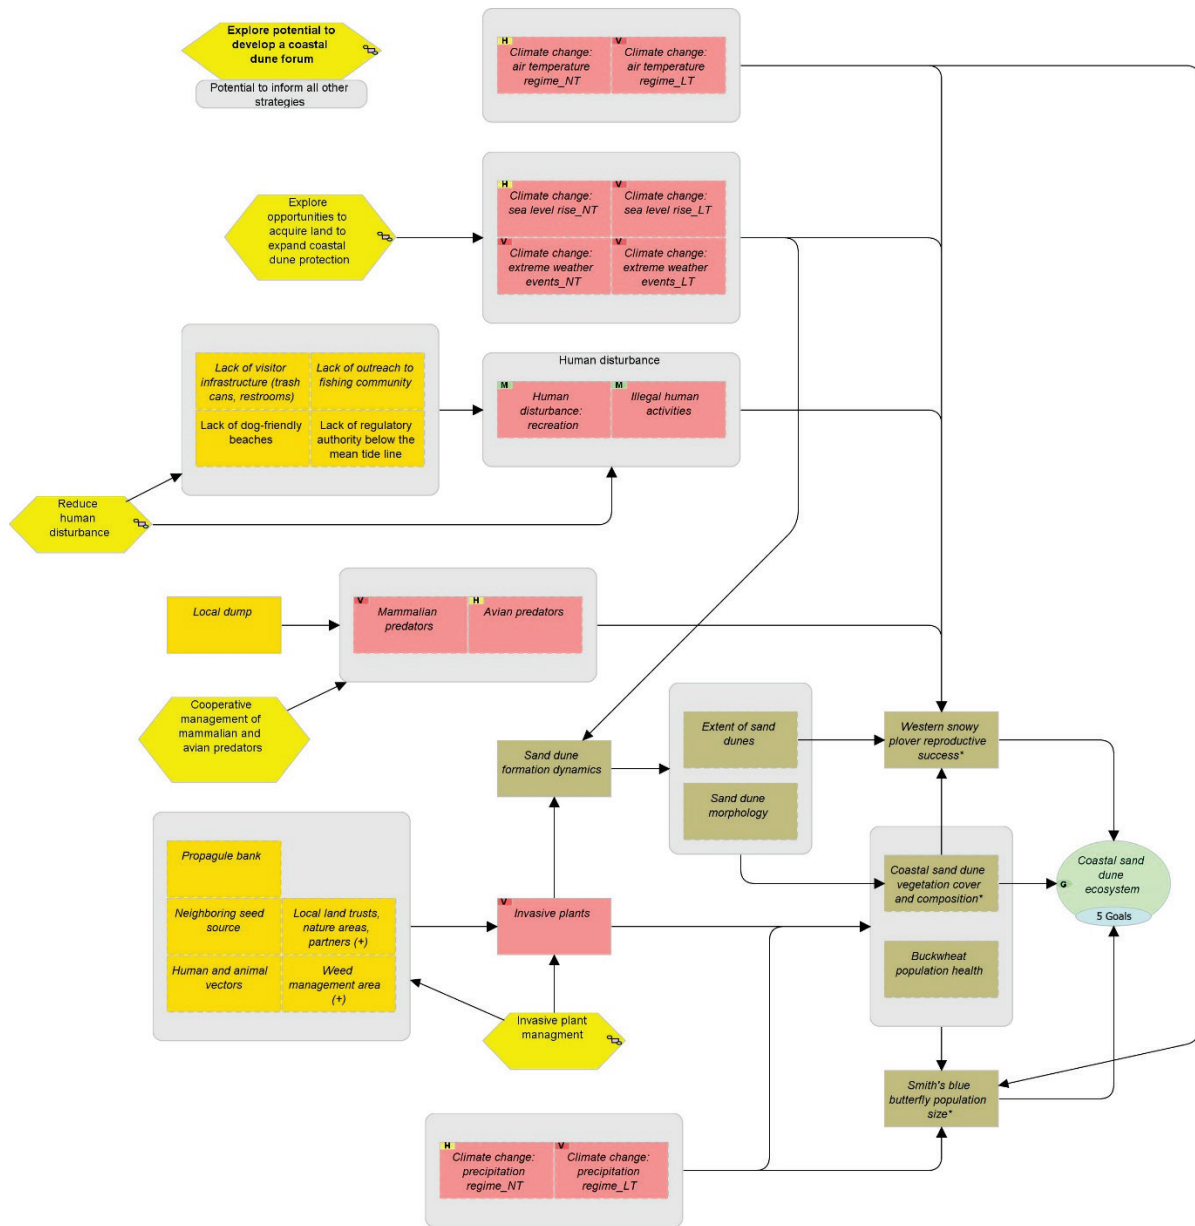 Explore potential to
develop a coastal
dune forum
Potential to inform all other
strategies
H
Climate change:
air temperature
regime_NT
V
Climate change:
air temperature
regime_LT
Explore
opportunities to
acquire land to
expand coastal
dune protection
H
Climate change:
sea level rise_NT
V
Climate change:
sea level rise_LT
V
Climate change:
extreme weather
events_NT
V
Climate change:
extreme weather
events_LT
Lack of visitor
infrastructure (trash
cans, restrooms)
Lack of outreach to
fishing community
Lack of dog-friendly
beaches
Lack of regulatory
authority below the
mean tide line
Human disturbance
M
Human
disturbance:
recreation
M
Illegal human
activities
Reduce
human
disturbance
Local dump
V
Mammalian
predators
H
Avian predators
Cooperative
management of
mammalian and
avian predators
Sand dune
formation dynamics
Extent of sand
dunes
Sand dune
morphology
Western snowy
plover reproductive
success*
Propagule bank
Neighboring seed
source
Local land trusts,
nature areas,
partners (+)
Human and animal
vectors
Weed
management area
(+)
V
Invasive plants
Invasive plant
managment
Coastal sand dune
vegetation cover
and composition*
Buckwheat
population health
Coastal sand
dune
ecosystem
G
5 Goals
Smith's blue
butterfly population
size*
H
Climate change:
precipitation
regime_NT
V
Climate change:
precipitation
regime_LT